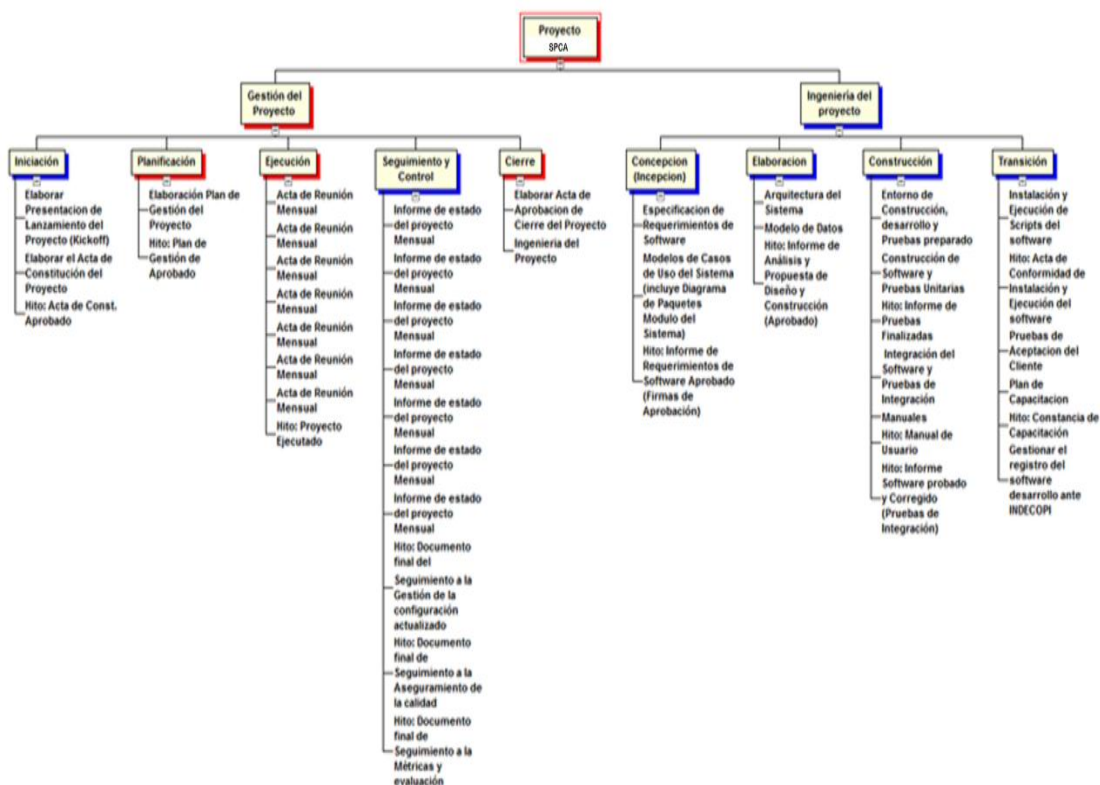 Proyecto
SPCA
Gestión del
Proyecto
Ingenieria del
proyecto
Iniciación
Elaborar
Presentacion de
Lanzamiento del
Proyecto (Kickoff)
Elaborar el Acta de
Constitución del
Proyecto
Hito: Acta de Const.
Aprobado
Planificación
Elaboración Plan de
Gestión del
Proyecto
Hito: Plan de
Gestión de
Aprobado
Ejecución
Acta de Reunión
Mensual
Acta de Reunión
Mensual
Acta de Reunión
Mensual
Acta de Reunión
Mensual
Acta de Reunión
Mensual
Acta de Reunión
Mensual
Acta de Reunión
Mensual
Hito: Proyecto
Ejecutado
Seguimiento y
Control
Informe de estado
del proyecto
Mensual
Informe de estado
del proyecto
Mensual
Informe de estado
del proyecto
Mensual
Informe de estado
del proyecto
Mensual
Informe de estado
del proyecto
Mensual
Informe de estado
del proyecto
Mensual
Informe de estado
del proyecto
Mensual
Hito: Documento
final del
Seguimiento a la
Gestión de la
configuración
actualizado
Hito: Documento
final de
Seguimiento a la
Aseguramiento de
la calidad
Hito: Documento
final de
Seguimiento a la
Métricas y
evaluación
Cierre
Elaborar Acta de
Aprobacion de
Cierre del Proyecto
Ingenieria del
Proyecto
Concepcion
(Incepcion)
Especificacion de
Requerimientos de
Software
Modelos de Casos
de Uso del Sistema
(incluye Diagrama
de Paquetes
Modulo del
Sistema)
Hito: Informe de
Requerimientos de
Software Aprobado
(Firmas de
Aprobación)
Elaboracion
Arquitectura del
Sistema
Modelo de Datos
Hito: Informe de
Análisis y
Propuesta de
Diseño y
Construcción
(Aprobado)
Construcción
Entorno de
Construcción,
desarrollo y
Pruebas preparado
Construcción de
Software y
Pruebas Unitarias
Hito: Informe de
Pruebas
Finalizadas
Integración del
Software y
Pruebas de
Integración
Manuales
Hito: Manual de
Usuario
Hito: Informe
Software probado
y Corregido
(Pruebas de
Integración)
Transición
Instalación y
Ejecución de
Scripts del
software
Hito: Acta de
Conformidad de
Instalación y
Ejecución del
software
Pruebas de
Aceptacion del
Cliente
Plan de
Capacitacion
Hito: Constancia de
Capacitación
Gestionar el
registro del
software
desarrollo ante
INDECOPI